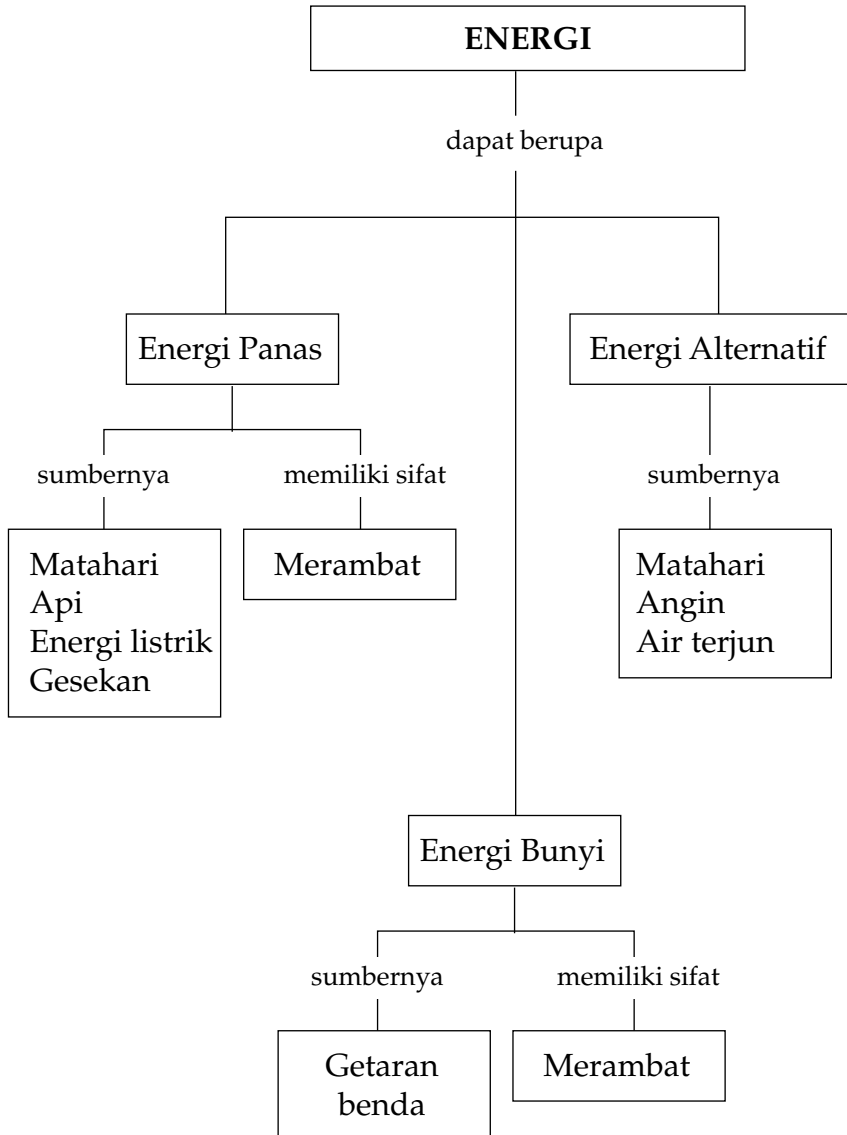 ENERGI
dapat berupa
Energi Panas
Energi Alternatif
sumbernya
memiliki sifat
sumbernya
Matahari
Api
Energi listrik
Gesekan
Merambat
Matahari
Angin
Air terjun
Energi Bunyi
sumbernya
memiliki sifat
Getaran
benda
Merambat